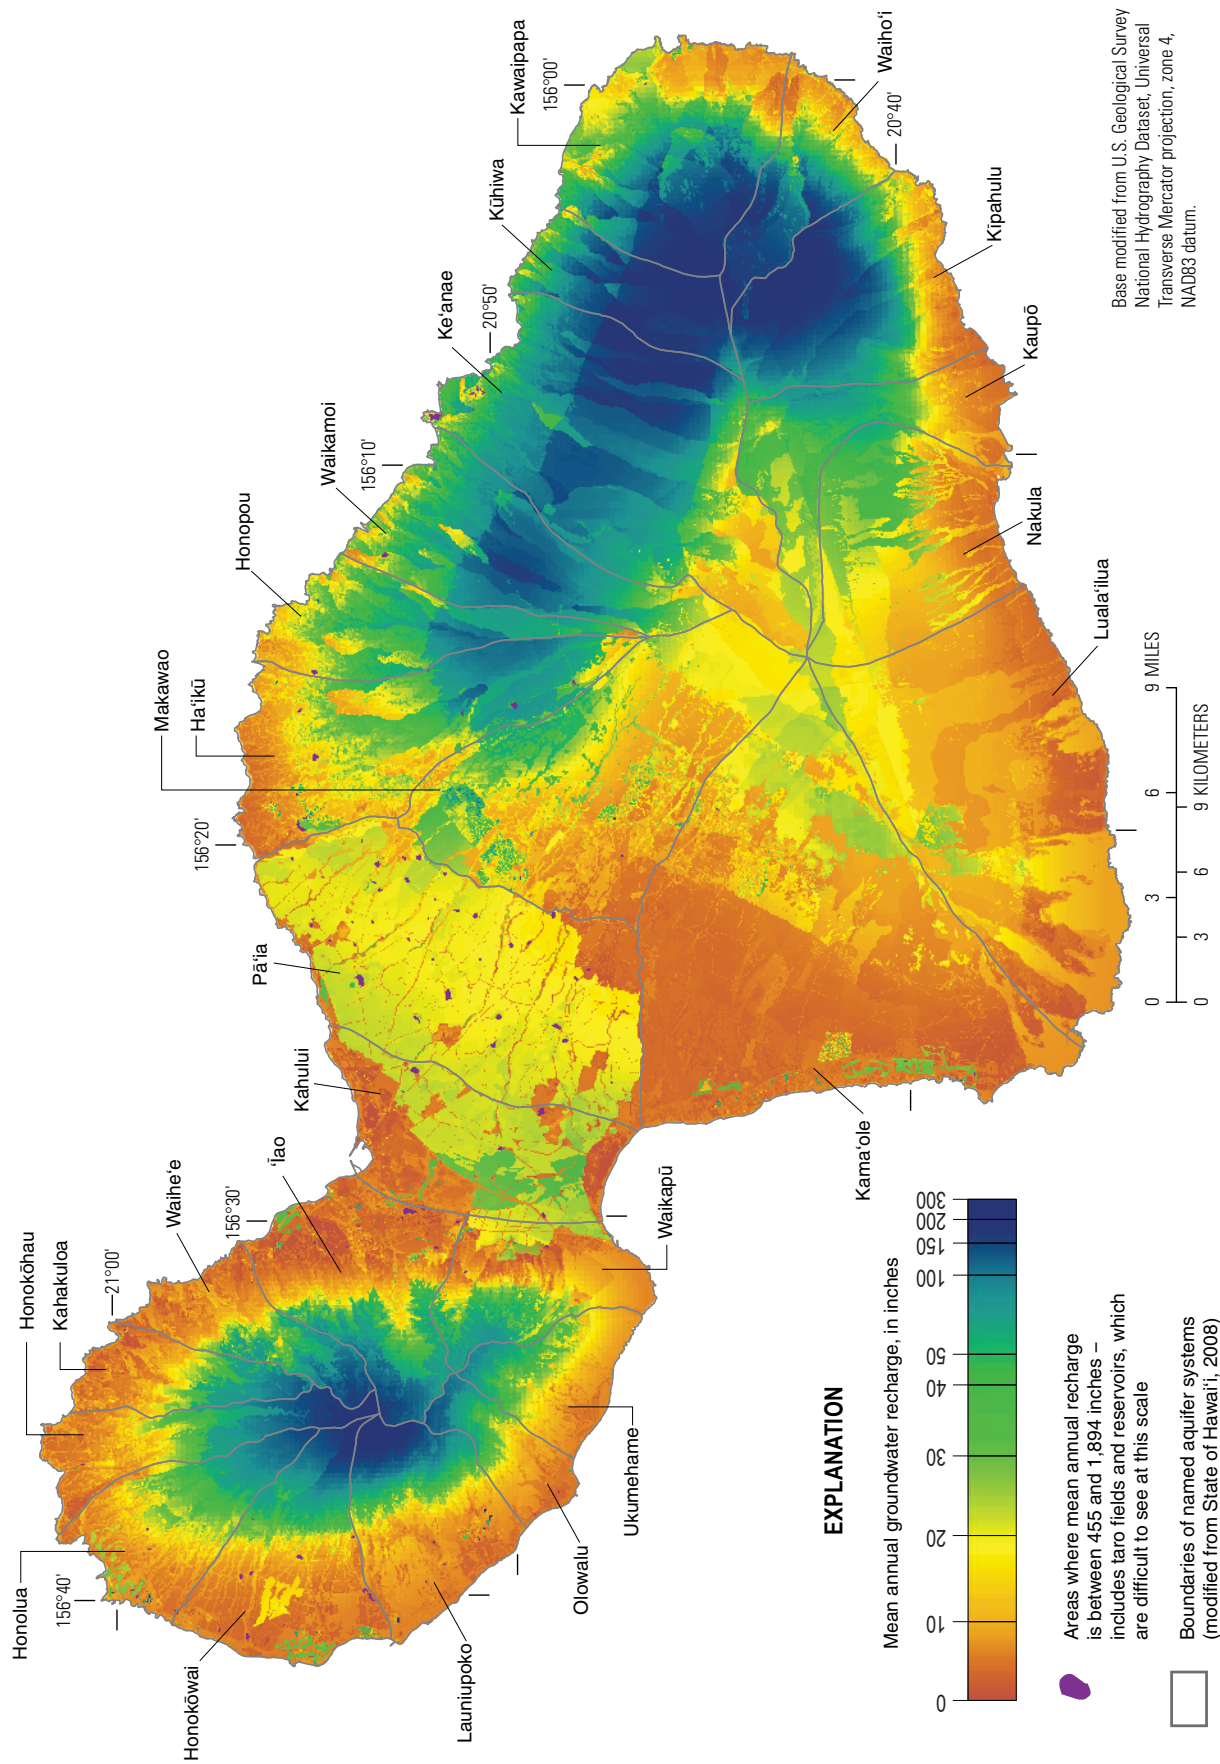 Honolua
Honokōhau
Kahakuloa
Waiheʻe
ʻĪao
Kahului
Pāʻia
Makawao
Haʻikū
Honopou
Waikamoi
Keʻanae
Kūhiwa
Kawaipapa
Waihoʻi
Kīpahulu
Kaupō
Nakula
Lualaʻilua
Kamaʻole
Waikapū
Ukumehame
Olowalu
Launiupoko
Honokōwai
156°40'
156°30'
156°20'
156°10'
156°00'
21°00'
20°50'
20°40'
0 3 6 9 MILES
0 3 6 9 KILOMETERS
EXPLANATION
Mean annual groundwater recharge, in inches
0 10 20 30 40 50 100 150 200 300
Areas where mean annual recharge
is between 455 and 1,894 inches –
includes taro fields and reservoirs, which
are difficult to see at this scale
Boundaries of named aquifer systems
(modified from State of Hawaiʻi, 2008)
Base modified from U.S. Geological Survey
National Hydrography Dataset, Universal
Transverse Mercator projection, zone 4,
NAD83 datum.